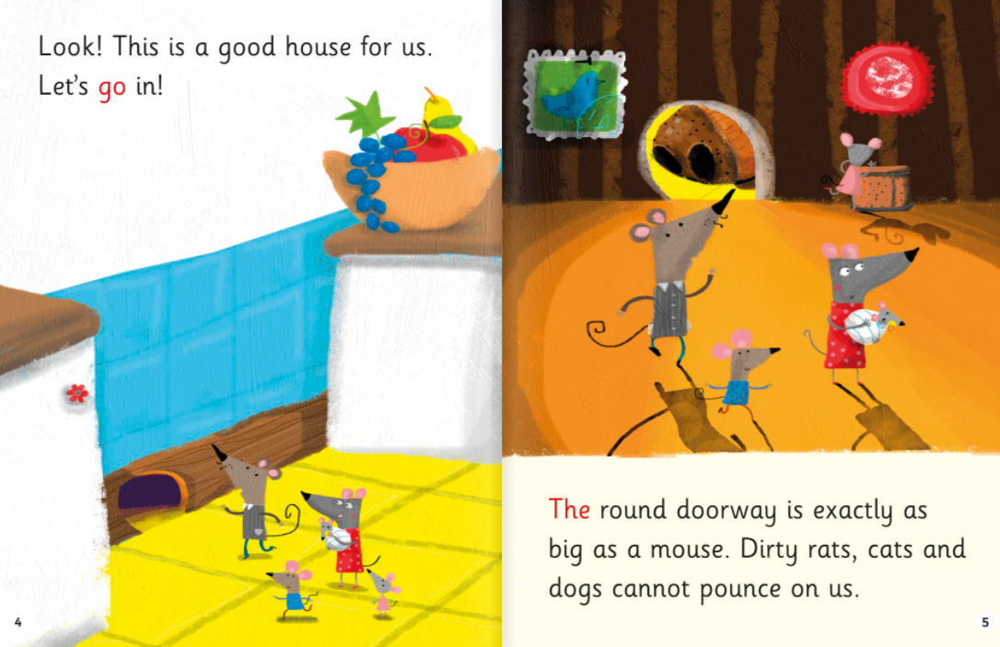 Look! This is a good house for us.
Let's go in!
4
The round doorway is exactly as
big as a mouse. Dirty rats, cats and
dogs cannot pounce on us.
5